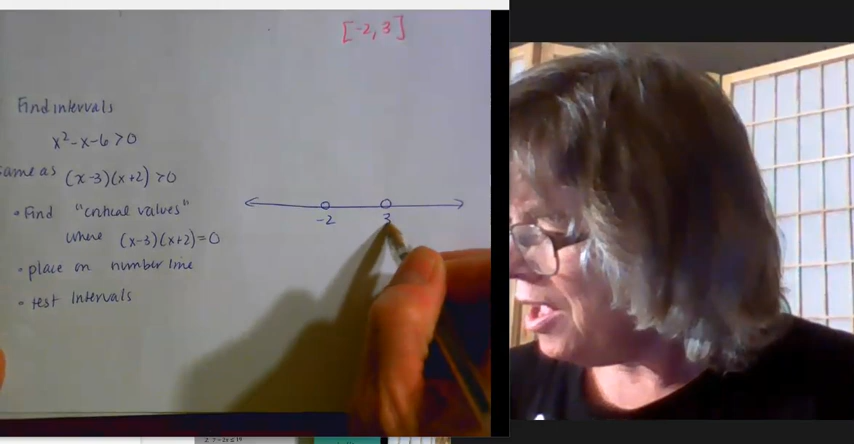 [-2, 3]
Find intervals
x²-x-6>0
same as (x-3)(x+2)>0
• Find "critical values"
where (x-3)(x+2)=0
-2 3
• place on number line
• test intervals